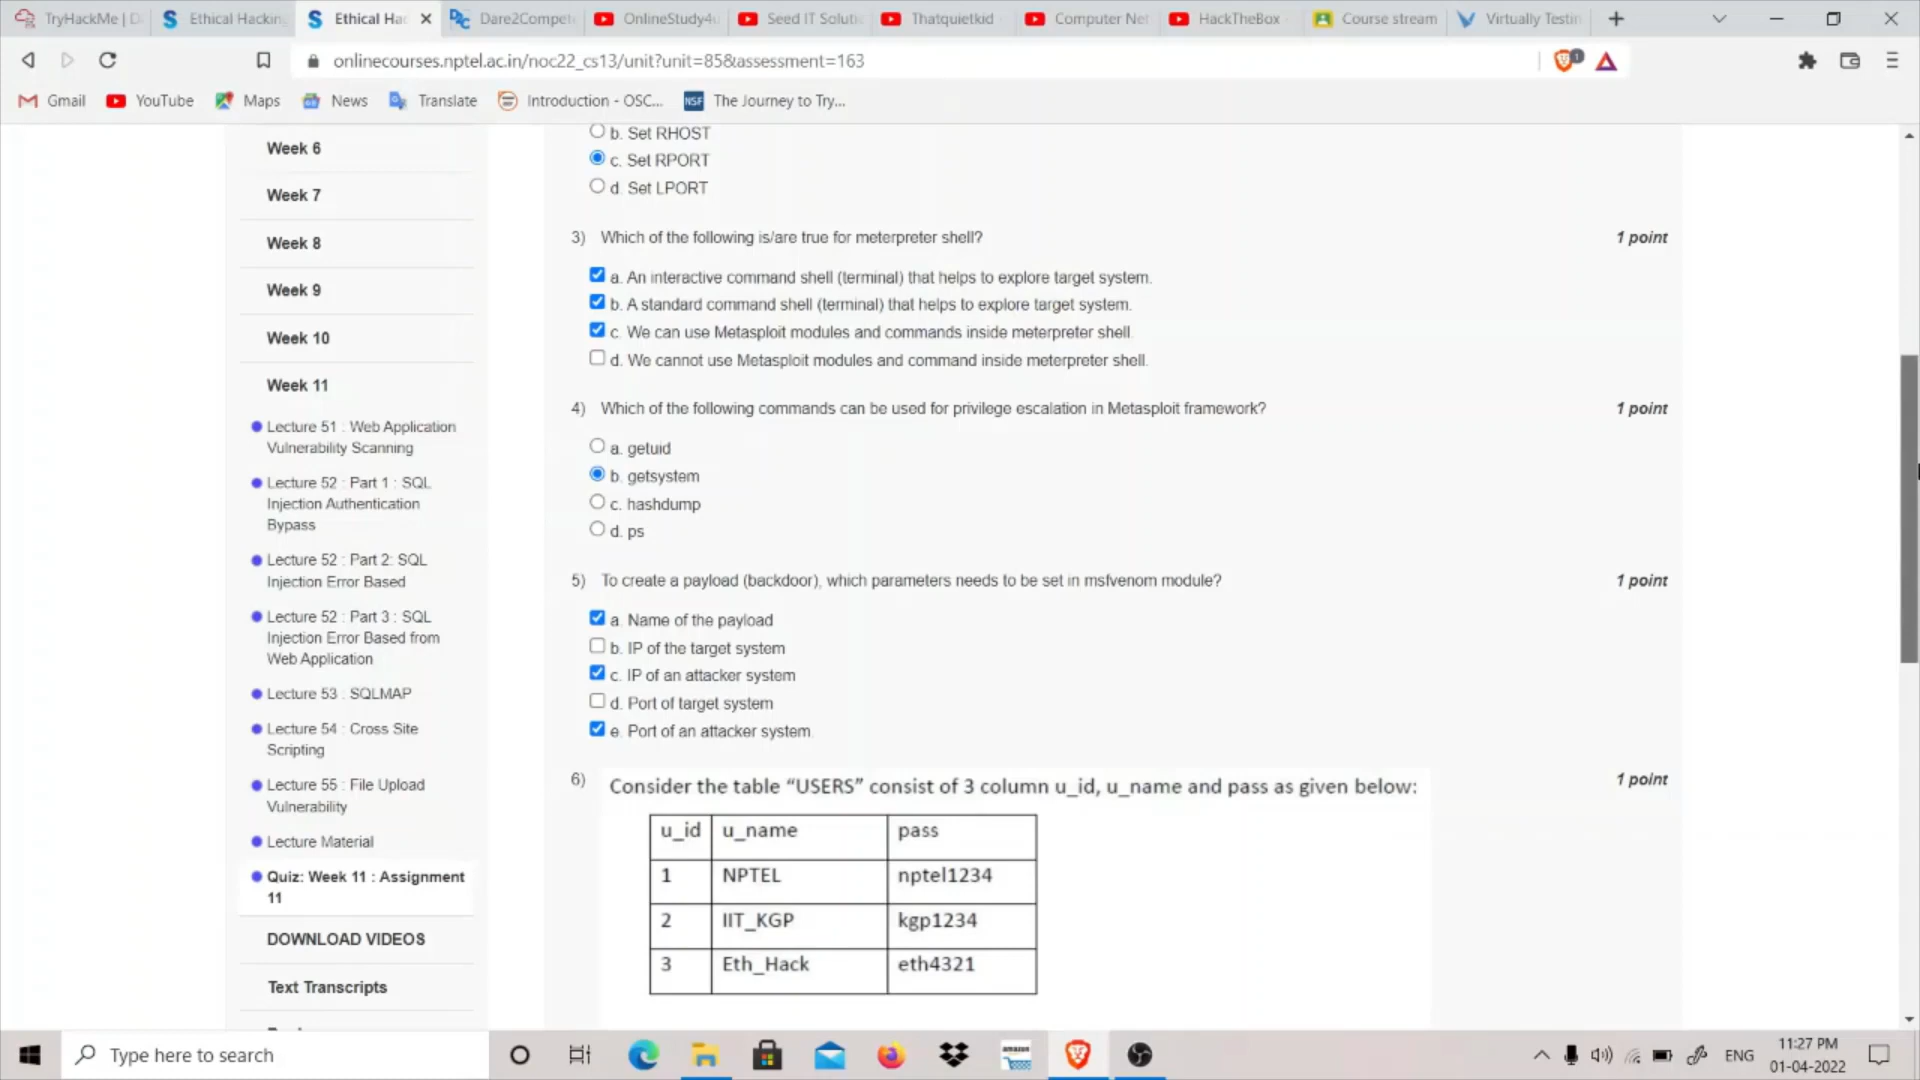 TryHackMe | D
Ethical Hacking
Ethical Hac
Dare2Compet
OnlineStudy4u
Seed IT Soluti
Thatquietkid
Computer Net
HackTheBox
Course stream
Virtually Testin
onlinecourses.nptel.ac.in/noc22_cs13/unit?unit=85&assessment=163
1
Gmail
YouTube
Maps
News
Translate
Introduction - OSC...
NSF
The Journey to Try...
Week 6
Week 7
Week 8
Week 9
Week 10
Week 11
Lecture 51 : Web Application
Vulnerability Scanning
Lecture 52 : Part 1 : SQL
Injection Authentication
Bypass
Lecture 52 : Part 2: SQL
Injection Error Based
Lecture 52 : Part 3 : SQL
Injection Error Based from
Web Application
Lecture 53 : SQLMAP
Lecture 54 : Cross Site
Scripting
Lecture 55 : File Upload
Vulnerability
Lecture Material
Quiz: Week 11 : Assignment
11
DOWNLOAD VIDEOS
Text Transcripts
b. Set RHOST
c. Set RPORT
d. Set LPORT
3) Which of the following is/are true for meterpreter shell? 1 point
a. An interactive command shell (terminal) that helps to explore target system.
b. A standard command shell (terminal) that helps to explore target system.
c. We can use Metasploit modules and commands inside meterpreter shell.
d. We cannot use Metasploit modules and command inside meterpreter shell.
4) Which of the following commands can be used for privilege escalation in Metasploit framework? 1 point
a. getuid
b. getsystem
c. hashdump
d. ps
5) To create a payload (backdoor), which parameters needs to be set in msfvenom module? 1 point
a. Name of the payload
b. IP of the target system
c. IP of an attacker system
d. Port of target system
e. Port of an attacker system.
6) Consider the table “USERS” consist of 3 column u_id, u_name and pass as given below: 1 point
u_id u_name pass
1 NPTEL nptel1234
2 IIT_KGP kgp1234
3 Eth_Hack eth4321
Type here to search
amazon
ENG
11:27 PM
01-04-2022